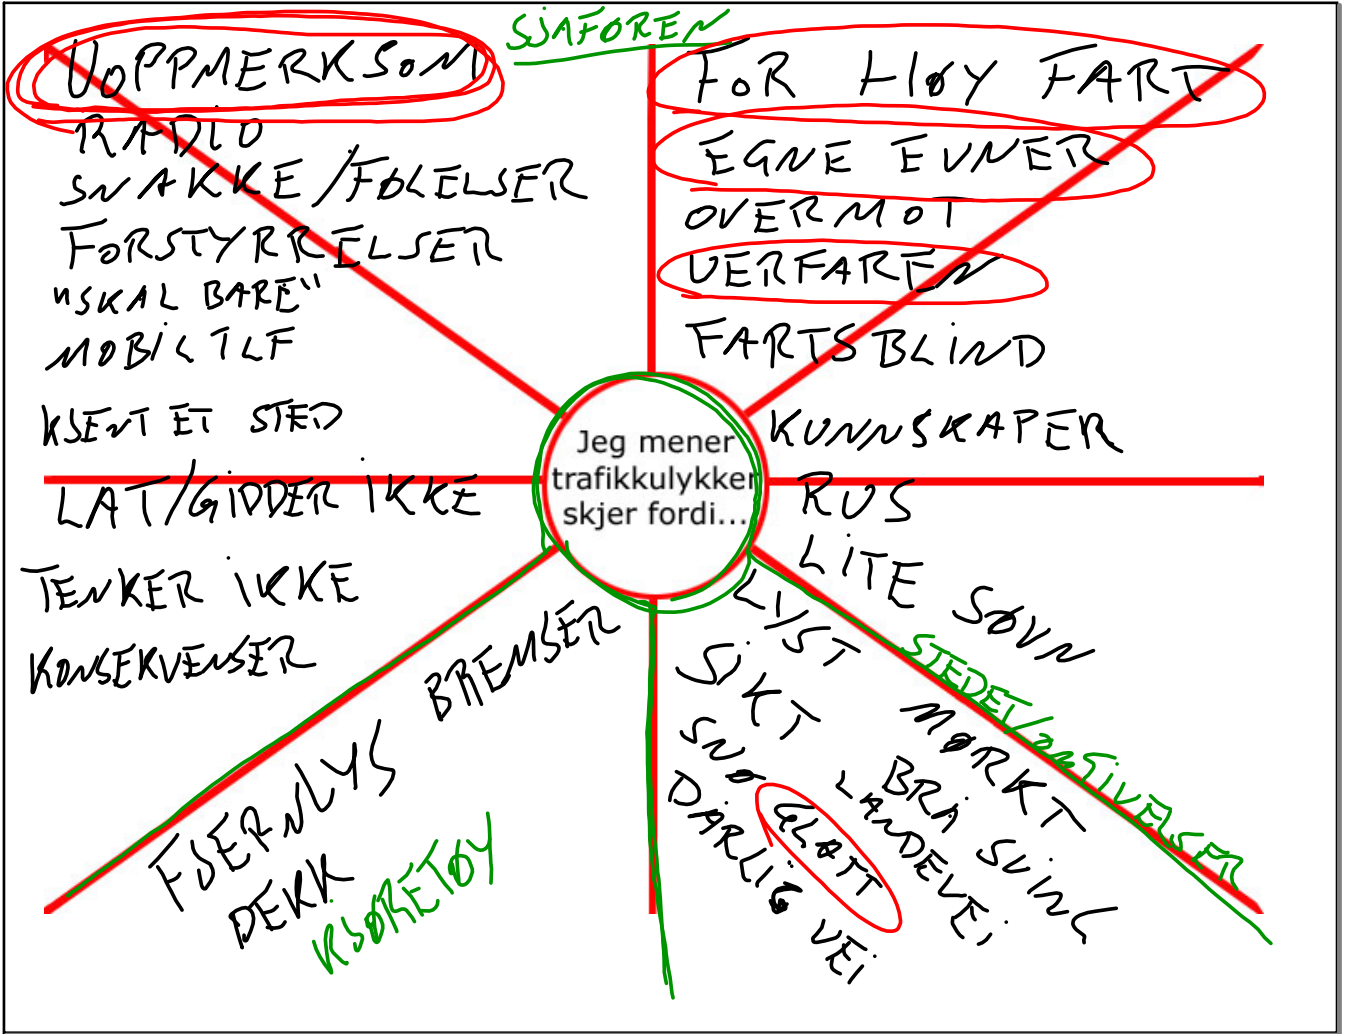 SJÅFØREN
UOPPMERKSOM
RADIO
SNAKKE/FØLELSER
FORSTYRRELSER
"SKAL BARE"
MOBILTLF
KJENT ET STED
LAT/GIDDER IKKE
TENKER IKKE
KONSEKVENSER
FOR HØY FART
EGNE EVNER
OVERMOT
UERFAREN
FARTSBLIND
KUNNSKAPER
RUS
LITE SØVN
Jeg mener
trafikkulykker
skjer fordi...
BREMSER
FJERNLYS
DEKK
KJØRETØY
LYST
SIKT
SNØ GLATT
DÅRLIG VEI
MØRKT
BRÅ SVING
LANDEVEI
STEDET/OMGIVELSER